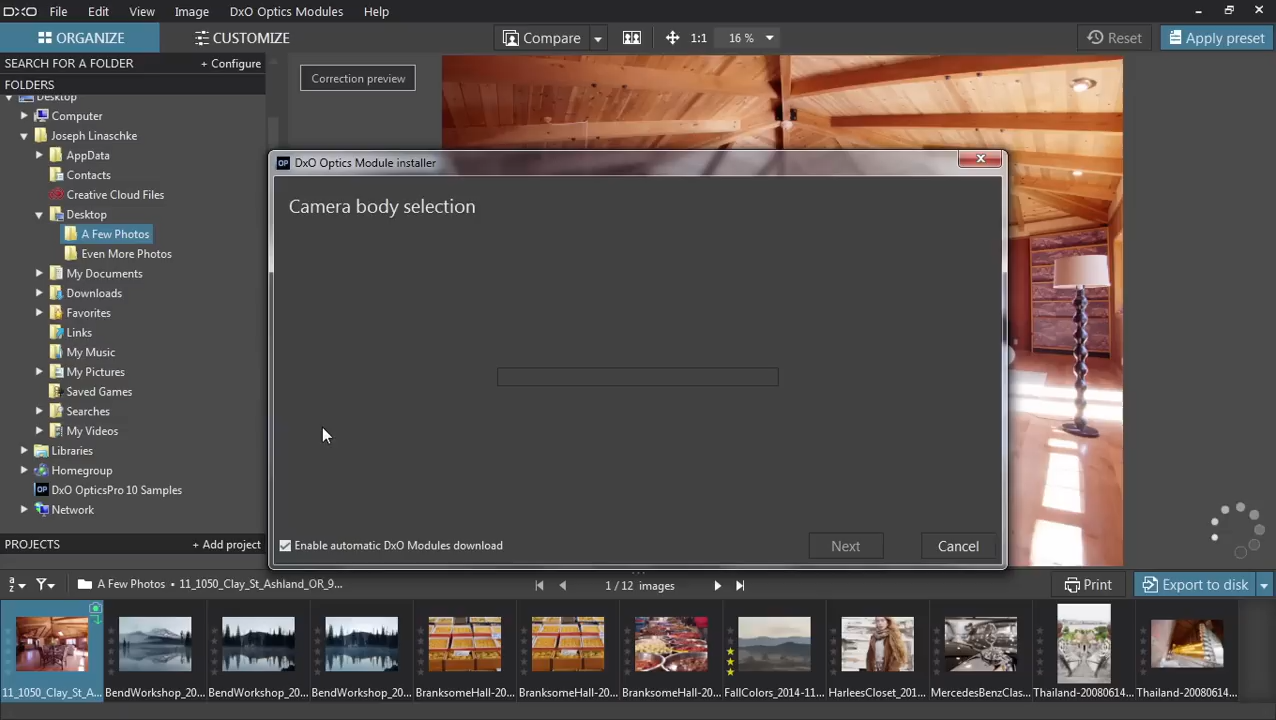 DXO File Edit View Image DxO Optics Modules Help
ORGANIZE CUSTOMIZE Compare 1:1 16 % Reset Apply preset
SEARCH FOR A FOLDER + Configure
FOLDERS
Correction preview
Desktop
Computer
Joseph Linaschke
AppData
Contacts
Creative Cloud Files
Desktop
A Few Photos
Even More Photos
My Documents
Downloads
Favorites
Links
My Music
My Pictures
Saved Games
Searches
My Videos
Libraries
Homegroup
OP DxO OpticsPro 10 Samples
Network
OP DxO Optics Module installer
Camera body selection
Enable automatic DxO Modules download
Next Cancel
PROJECTS + Add project
A Few Photos • 11_1050_Clay_St_Ashland_OR_9... 1 / 12 images Print Export to disk
11_1050_Clay_St_A... BendWorkshop_20... BendWorkshop_20... BendWorkshop_20... BranksomeHall-20... BranksomeHall-20... BranksomeHall-20... FallColors_2014-11... HarleesCloset_201... MercedesBenzClas... Thailand-20080614... Thailand-20080614...